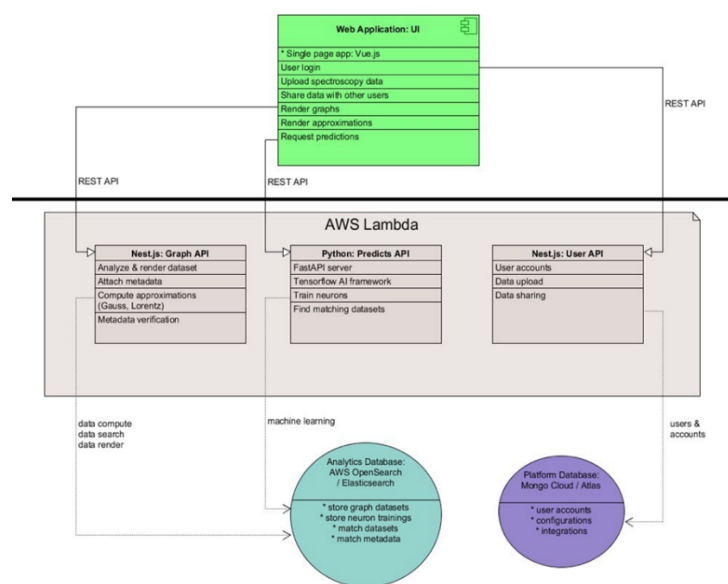 Web Application: UI
* Single page app: Vue.js
User login
Upload spectroscopy data
Share data with other users
Render graphs
Render approximations
Request predictions
REST API
REST API
REST API
AWS Lambda
Nest.js: Graph API
Analyze & render dataset
Attach metadata
Compute approximations
(Gauss, Lorentz)
Metadata verification
Python: Predicts API
FastAPI server
Tensorflow AI framework
Train neurons
Find matching datasets
Nest.js: User API
User accounts
Data upload
Data sharing
data compute
data search
data render
machine learning
users &
accounts
Analytics Database:
AWS OpenSearch
/ Elasticsearch
* store graph datasets
* store neuron trainings
* match datasets
* match metadata
Platform Database:
Mongo Cloud / Atlas
* user accounts
* configurations
* integrations